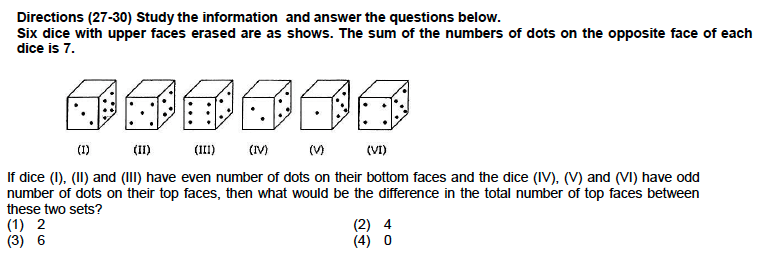 Directions (27-30) Study the information and answer the questions below.
Six dice with upper faces erased are as shows. The sum of the numbers of dots on the opposite face of each
dice is 7.
(I) (II) (III) (IV) (V) (VI)
If dice (I), (II) and (III) have even number of dots on their bottom faces and the dice (IV), (V) and (VI) have odd
number of dots on their top faces, then what would be the difference in the total number of top faces between
these two sets?
(1) 2 (2) 4
(3) 6 (4) 0